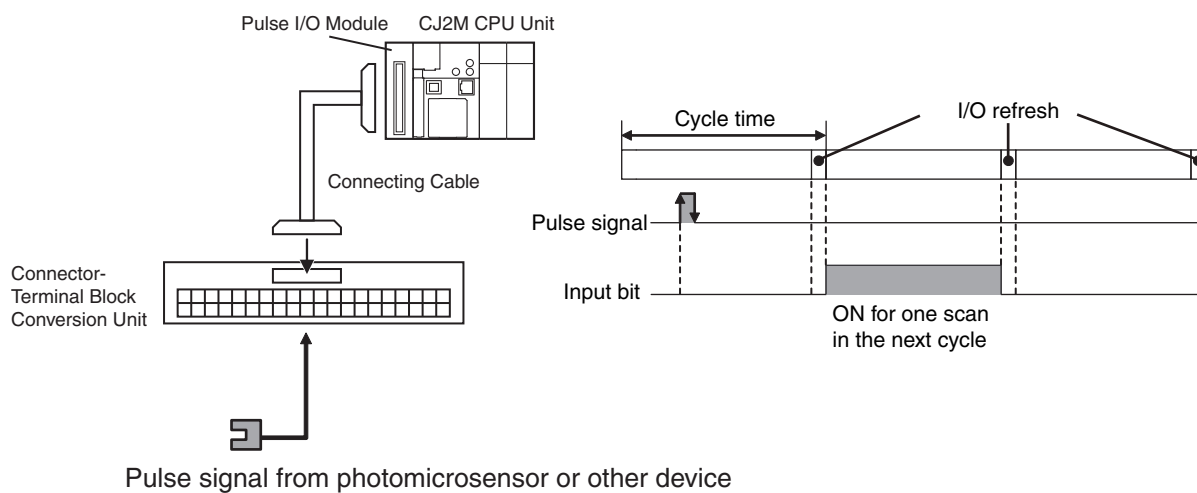 Pulse I/O Module
CJ2M CPU Unit
Connecting Cable
Connector-
Terminal Block
Conversion Unit
Pulse signal from photomicrosensor or other device
Cycle time
I/O refresh
Pulse signal
Input bit
ON for one scan
in the next cycle